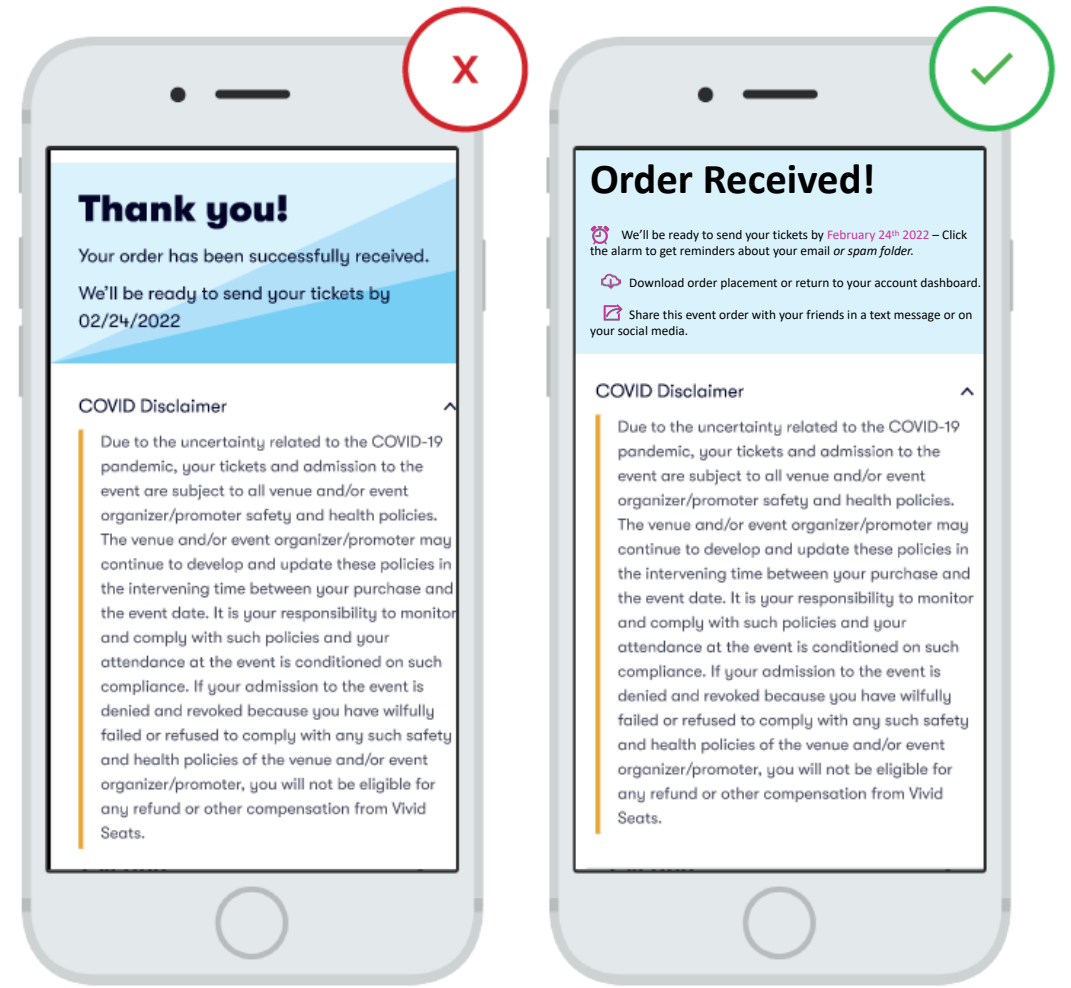 X
Thank you!
Your order has been successfully received.
We'll be ready to send your tickets by
02/24/2022
COVID Disclaimer
Due to the uncertainty related to the COVID-19
pandemic, your tickets and admission to the
event are subject to all venue and/or event
organizer/promoter safety and health policies.
The venue and/or event organizer/promoter may
continue to develop and update these policies in
the intervening time between your purchase and
the event date. It is your responsibility to monitor
and comply with such policies and your
attendance at the event is conditioned on such
compliance. If your admission to the event is
denied and revoked because you have wilfully
failed or refused to comply with any such safety
and health policies of the venue and/or event
organizer/promoter, you will not be eligible for
any refund or other compensation from Vivid
Seats.
Order Received!
We'll be ready to send your tickets by February 24th 2022 – Click
the alarm to get reminders about your email or spam folder.
Download order placement or return to your account dashboard.
Share this event order with your friends in a text message or on
your social media.
COVID Disclaimer
Due to the uncertainty related to the COVID-19
pandemic, your tickets and admission to the
event are subject to all venue and/or event
organizer/promoter safety and health policies.
The venue and/or event organizer/promoter may
continue to develop and update these policies in
the intervening time between your purchase and
the event date. It is your responsibility to monitor
and comply with such policies and your
attendance at the event is conditioned on such
compliance. If your admission to the event is
denied and revoked because you have wilfully
failed or refused to comply with any such safety
and health policies of the venue and/or event
organizer/promoter, you will not be eligible for
any refund or other compensation from Vivid
Seats.